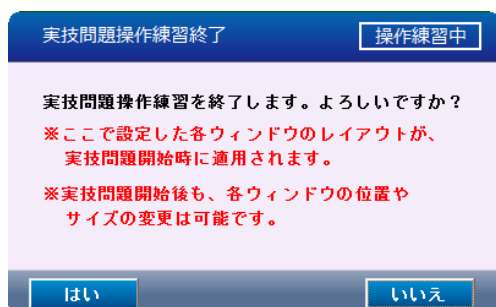 実技問題操作練習終了
操作練習中
実技問題操作練習を終了します。よろしいですか？
※ここで設定した各ウィンドウのレイアウトが、
実技問題開始時に適用されます。
※実技問題開始後も、各ウィンドウの位置や
サイズの変更は可能です。
はい
いいえ